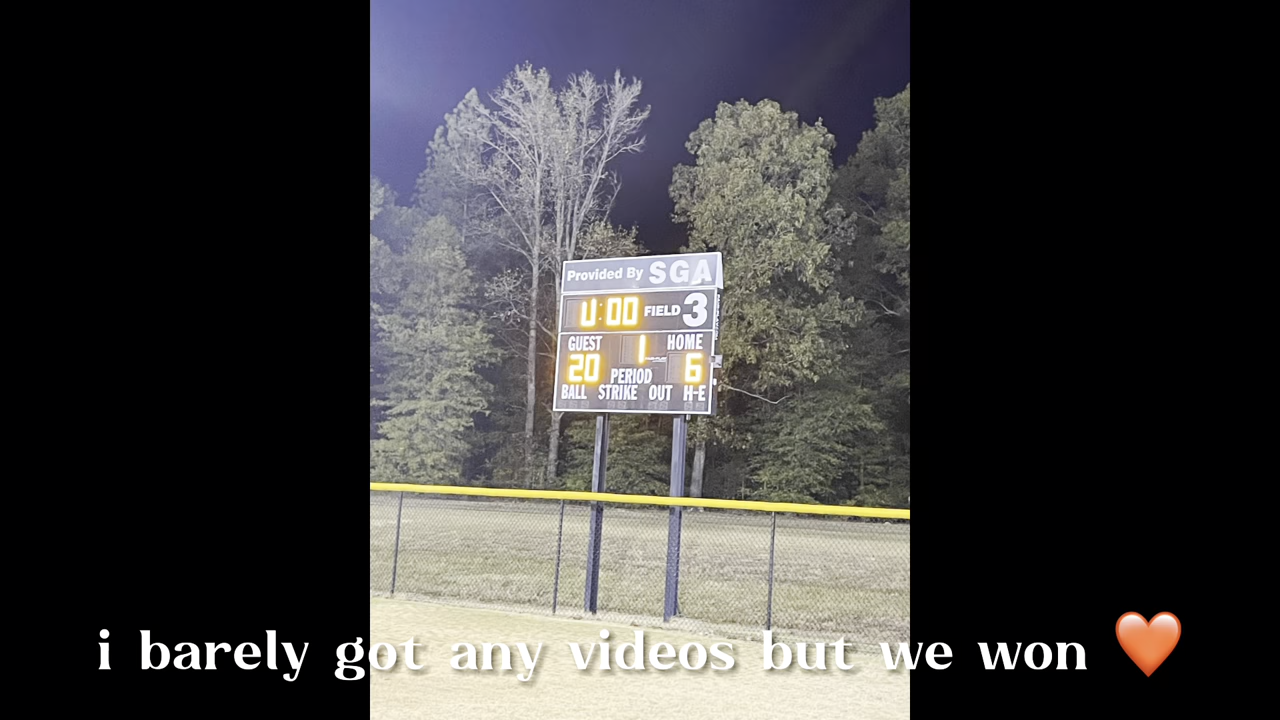 Provided By SGA
0:00 FIELD 3
GUEST 1 HOME
20 PERIOD 6
BALL STRIKE OUT H-E
i barely got any videos but we won 🧡